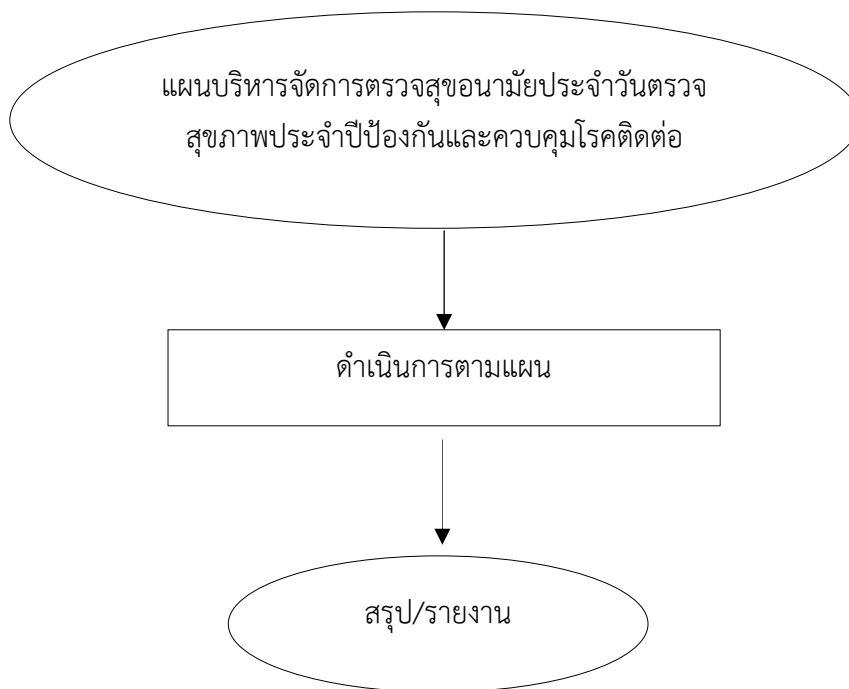 แผนบริหารจัดการตรวจสุขอนามัยประจำวันตรวจ
สุขภาพประจำปีป้องกันและควบคุมโรคติดต่อ
ดำเนินการตามแผน
สรุป/รายงาน